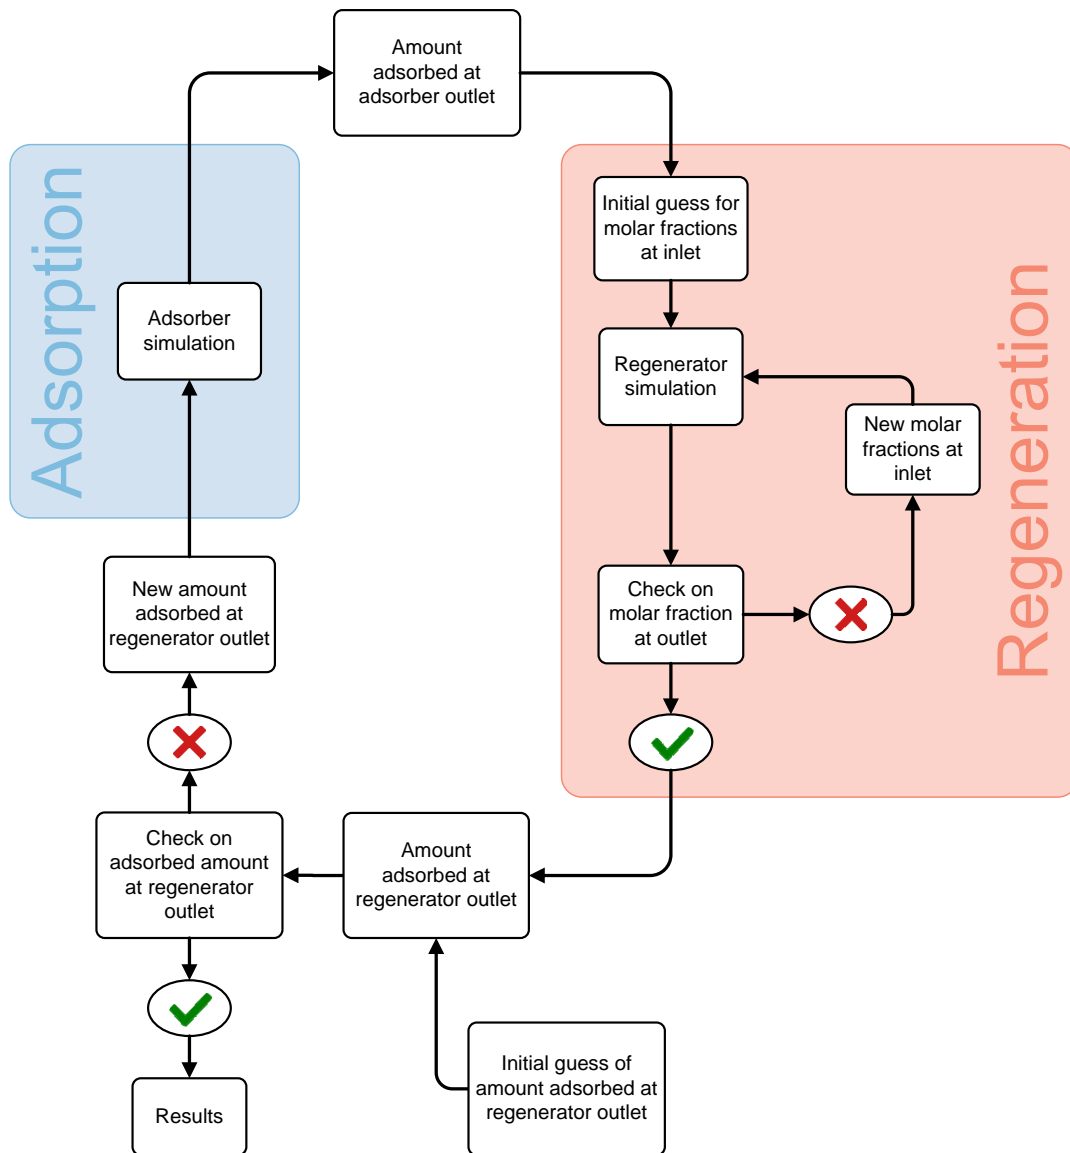 Amount
adsorbed at
adsorber outlet
Adsorption
Adsorber
simulation
Regeneration
Initial guess for
molar fractions
at inlet
Regenerator
simulation
New molar
fractions at
inlet
Check on
molar fraction
at outlet
New amount
adsorbed at
regenerator outlet
Check on
adsorbed amount
at regenerator
outlet
Amount
adsorbed at
regenerator outlet
Initial guess of
amount adsorbed at
regenerator outlet
Results